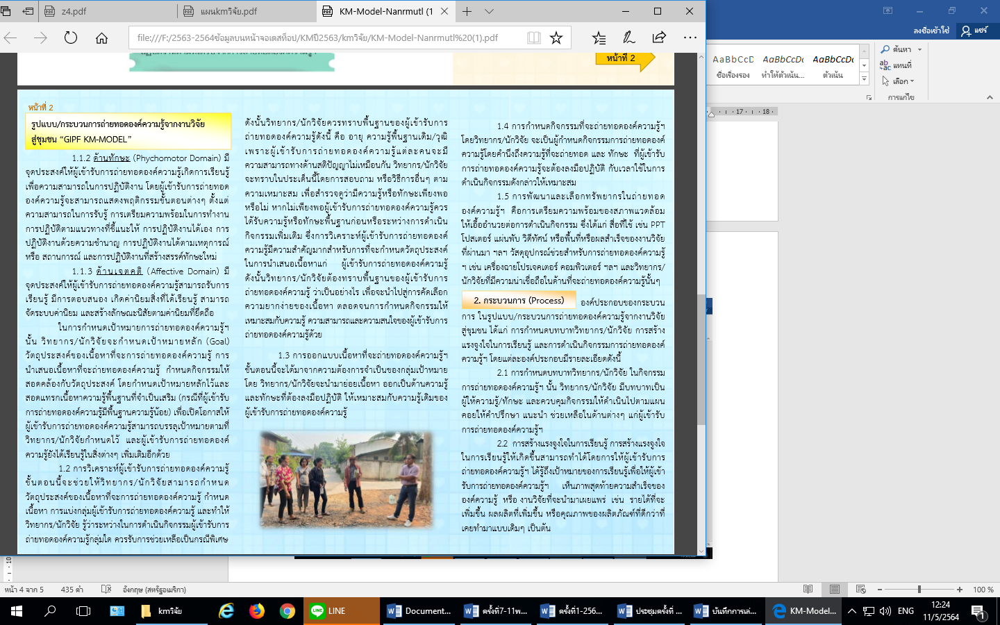 z4.pdf
แผนkmวิจัย.pdf
KM-Model-Nanrmutl (1
ลงชื่อเข้าใช้
แชร์
file:///F:/2563-2564ข้อมูลบนหน้าจอเดสท็อป/KMปี2563/kmวิจัย/KM-Model-Nanrmutl%20(1).pdf
AaBbCcD
AaBbCcDc
AaBbCcDc
ชื่อเรื่องรอง
ทำให้ตัวเน้น...
ตัวเน้น
ค้นหา
แทนที่
เลือก
การแก้ไข
17
18
หน้าที่ 2
หน้าที่ 2
รูปแบบ/กระบวนการถ่ายทอดองค์ความรู้จากงานวิจัย
สู่ชุมชน “GIPF KM-MODEL”
1.1.2 ด้านทักษะ (Phychomotor Domain) มี
จุดประสงค์ให้ผู้เข้ารับการถ่ายทอดองค์ความรู้เกิดการเรียนรู้
เพื่อความสามารถในการปฏิบัติงาน โดยผู้เข้ารับการถ่ายทอด
องค์ความรู้จะสามารถแสดงพฤติกรรมขั้นตอนต่างๆ ตั้งแต่
ความสามารถในการรับรู้ การเตรียมความพร้อมในการทำงาน
การปฏิบัติตามแนวทางที่ชี้แนะให้ การปฏิบัติงานได้เอง การ
ปฏิบัติงานด้วยความชำนาญ การปฏิบัติงานได้ตามเหตุการณ์
หรือ สถานการณ์ และการปฏิบัติงานที่สร้างสรรค์ทักษะใหม่
1.1.3 ด้านเจตคติ (Affective Domain) มี
จุดประสงค์ให้ผู้เข้ารับการถ่ายทอดองค์ความรู้สามารถรับการ
เรียนรู้ มีการตอบสนอง เกิดค่านิยมสิ่งที่ได้เรียนรู้ สามารถ
จัดระบบค่านิยม และสร้างลักษณะนิสัยตามค่านิยมที่ยึดถือ
ในการกำหนดเป้าหมายการถ่ายทอดองค์ความรู้ฯ
นั้น วิทยากร/นักวิจัยจะกำหนดเป้าหมายหลัก (Goal)
วัตถุประสงค์ของเนื้อหาที่จะการถ่ายทอดองค์ความรู้ การ
นำเสนอเนื้อหาที่จะถ่ายทอดองค์ความรู้ กำหนดกิจกรรมให้
สอดคล้องกับวัตถุประสงค์ โดยกำหนดเป้าหมายหลักไว้และ
สอดแทรกเนื้อหาความรู้พื้นฐานที่จำเป็นเสริม (กรณีที่ผู้เข้ารับ
การถ่ายทอดองค์ความรู้มีพื้นฐานความรู้น้อย) เพื่อเปิดโอกาสให้
ผู้เข้ารับการถ่ายทอดองค์ความรู้สามารถบรรลุเป้าหมายตามที่
วิทยากร/นักวิจัยกำหนดไว้ และผู้เข้ารับการถ่ายทอดองค์
ความรู้ยังได้เรียนรู้ในสิ่งต่างๆ เพิ่มเติมอีกด้วย
1.2 การวิเคราะห์ผู้เข้ารับการถ่ายทอดองค์ความรู้
ขั้นตอนนี้จะช่วยให้วิทยากร/นักวิจัยสามารถกำหนด
วัตถุประสงค์ของเนื้อหาที่จะการถ่ายทอดองค์ความรู้ กำหนด
เนื้อหา การแบ่งกลุ่มผู้เข้ารับการถ่ายทอดองค์ความรู้ และทำให้
วิทยากร/นักวิจัย รู้ว่าระหว่างในการดำเนินกิจกรรมผู้เข้ารับการ
ถ่ายทอดองค์ความรู้กลุ่มใด ควรรับการช่วยเหลือเป็นกรณีพิเศษ
ดังนั้นวิทยากร/นักวิจัยควรทราบพื้นฐานของผู้เข้ารับการ
ถ่ายทอดองค์ความรู้ดังนี้ คือ อายุ ความรู้พื้นฐานเดิม/วุฒิ
เพราะผู้เข้ารับการถ่ายทอดองค์ความรู้แต่ละคนจะมี
ความสามารถทางด้านสติปัญญาไม่เหมือนกัน วิทยากร/นักวิจัย
จะทราบในประเด็นนี้โดยการสอบถาม หรือวิธีการอื่นๆ ตาม
ความเหมาะสม เพื่อสำรวจดูว่ามีความรู้หรือทักษะเพียงพอ
หรือไม่ หากไม่เพียงพอผู้เข้ารับการถ่ายทอดองค์ความรู้ควร
ได้รับความรู้หรือทักษะพื้นฐานก่อนหรือระหว่างการดำเนิน
กิจกรรมเพิ่มเติม ซึ่งการวิเคราะห์ผู้เข้ารับการถ่ายทอดองค์
ความรู้มีความสำคัญมากสำหรับการที่จะกำหนดวัตถุประสงค์
ในการนำเสนอเนื้อหาแก่ ผู้เข้ารับการถ่ายทอดองค์ความรู้
ดังนั้นวิทยากร/นักวิจัยต้องทราบพื้นฐานของผู้เข้ารับการ
ถ่ายทอดองค์ความรู้ ว่าเป็นอย่างไร เพื่อจะนำไปสู่การคัดเลือก
ความยากง่ายของเนื้อหา ตลอดจนการกำหนดกิจกรรมให้
เหมาะสมกับความรู้ ความสามารถและความสนใจของผู้เข้ารับการ
ถ่ายทอดองค์ความรู้ด้วย
1.3 การออกแบบเนื้อหาที่จะถ่ายทอดองค์ความรู้ฯ
ขั้นตอนนี้จะได้มาจากความต้องการจำเป็นของกลุ่มเป้าหมาย
โดย วิทยากร/นักวิจัยจะนำมาย่อยเนื้อหา ออกเป็นด้านความรู้
และทักษะที่ต้องลงมือปฏิบัติ ให้เหมาะสมกับความรู้เดิมของ
ผู้เข้ารับการถ่ายทอดองค์ความรู้
1.4 การกำหนดกิจกรรมที่จะถ่ายทอดองค์ความรู้ฯ
โดยวิทยากร/นักวิจัย จะเป็นผู้กำหนดกิจกรรมการถ่ายทอดองค์
ความรู้โดยคำนึงถึงความรู้ที่จะถ่ายทอด และ ทักษะ ที่ผู้เข้ารับ
การถ่ายทอดองค์ความรู้จะต้องลงมือปฏิบัติ กับเวลาใช้ในการ
ดำเนินกิจกรรมดังกล่าวให้เหมาะสม
1.5 การพัฒนาและเลือกทรัพยากรในถ่ายทอด
องค์ความรู้ฯ คือการเตรียมความพร้อมของสภาพแวดล้อม
ให้เอื้ออำนวยต่อการดำเนินกิจกรรม ซึ่งได้แก่ สื่อที่ใช้ เช่น PPT
โปสเตอร์ แผ่นพับ วิดีทัศน์ หรือพื้นที่หรือผลสำเร็จของงานวิจัย
ที่ผ่านมา ฯลฯ วัสดุอุปกรณ์ช่วยสำหรับการถ่ายทอดองค์ความรู้
ฯ เช่น เครื่องฉายโปรเจคเตอร์ คอมพิวเตอร์ ฯลฯ และวิทยากร/
นักวิจัยที่มีความน่าเชื่อถือในด้านที่จะถ่ายทอดองค์ความรู้นั้นๆ
2. กระบวนการ (Process) องค์ประกอบของกระบวน
การ ในรูปแบบ/กระบวนการถ่ายทอดองค์ความรู้จากงานวิจัย
สู่ชุมชน ได้แก่ การกำหนดบทบาทวิทยากร/นักวิจัย การสร้าง
แรงจูงใจในการเรียนรู้ และการดำเนินกิจกรรมการถ่ายทอดองค์
ความรู้ฯ โดยแต่ละองค์ประกอบมีรายละเอียดดังนี้
2.1 การกำหนดบทบาทวิทยากร/นักวิจัย ในกิจกรรม
การถ่ายทอดองค์ความรู้ฯ นั้น วิทยากร/นักวิจัย มีบทบาทเป็น
ผู้ให้ความรู้/ทักษะ และควบคุมกิจกรรมให้ดำเนินไปตามแผน
คอยให้คำปรึกษา แนะนำ ช่วยเหลือในด้านต่างๆ แก่ผู้เข้ารับ
การถ่ายทอดองค์ความรู้ฯ
2.2 การสร้างแรงจูงใจในการเรียนรู้ การสร้างแรงจูงใจ
ในการเรียนรู้ให้เกิดขึ้นสามารถทำได้โดยการให้ผู้เข้ารับการ
ถ่ายทอดองค์ความรู้ฯ ได้รู้ถึงเป้าหมายของการเรียนรู้เพื่อให้ผู้เข้า
รับการถ่ายทอดองค์ความรู้ฯ เห็นภาพสุดท้ายความสำเร็จของ
องค์ความรู้ หรือ งานวิจัยที่จะนำมาเผยแพร่ เช่น รายได้ที่จะ
เพิ่มขึ้น ผลผลิตที่เพิ่มขึ้น หรือคุณภาพของผลิตภัณฑ์ที่ดีกว่าที่
เคยทำมาแบบเดิมๆ เป็นต้น
10
หน้า 4 จาก 5
435 คำ
อังกฤษ (สหรัฐอเมริกา)
100 %
kmวิจัย
LINE
Document...
ครั้งที่7-11พ...
ครั้งที่1-256...
ประชุมครั้งที่ ...
บันทึกการเล่...
KM-Model...
ENG
12:24
11/5/2564
1